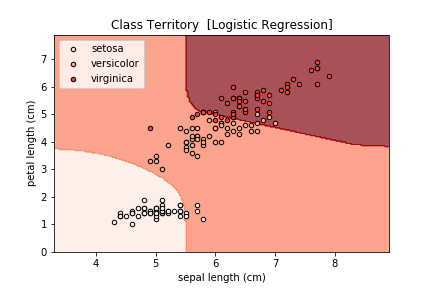 Class Territory [Logistic Regression]
setosa
versicolor
virginica
7
6
5
4
3
2
1
0
petal length (cm)
4 5 6 7 8
sepal length (cm)